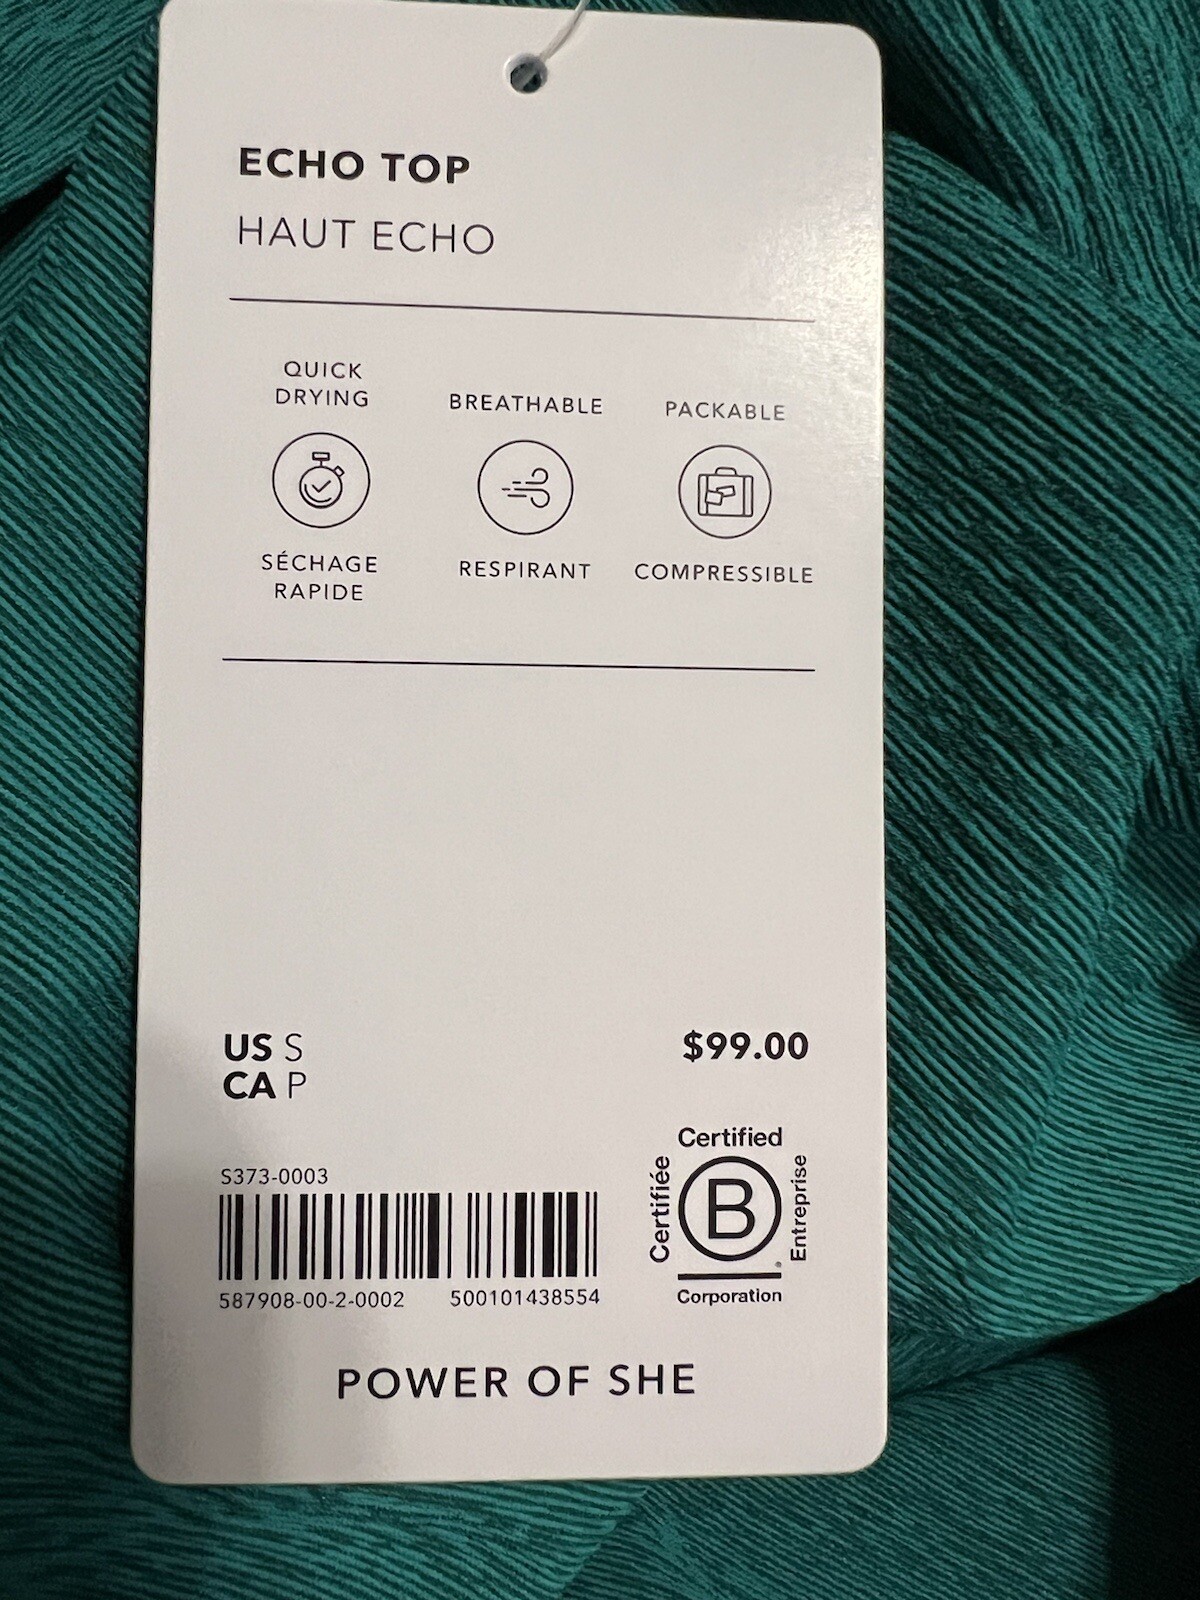 ECHO TOP
HAUT ECHO
QUICK DRYING
SÉCHAGE RAPIDE
BREATHABLE
RESPIRANT
PACKABLE
COMPRESSIBLE
US S
CA P
$99.00
S373-0003
587908-00-2-0002 500101438554
Certified
Certifiée
B
Entreprise
Corporation
POWER OF SHE